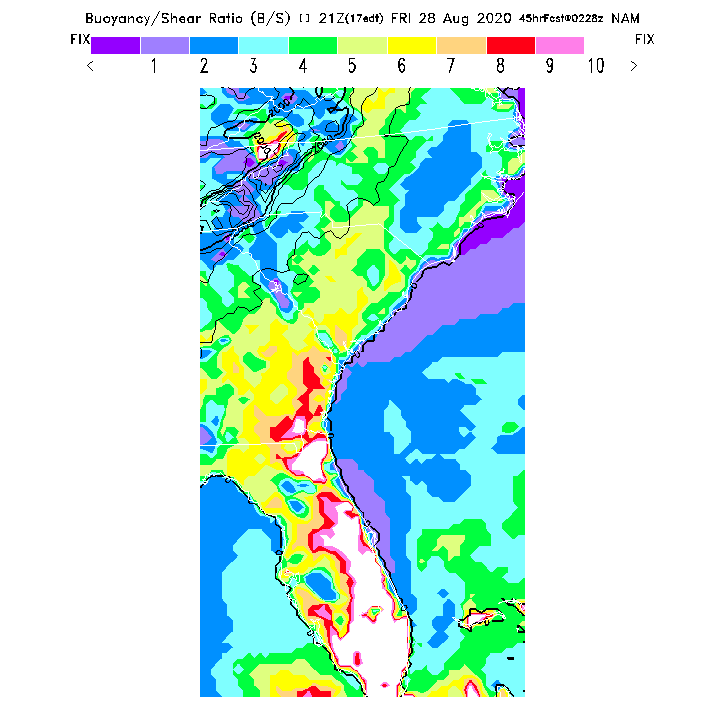 Buoyancy/Shear Ratio (B/S) [] 21Z(17edt) FRI 28 Aug 2020 45hrFcst@0228z NAM
FIX FIX
< 1 2 3 4 5 6 7 8 9 10 >
2000